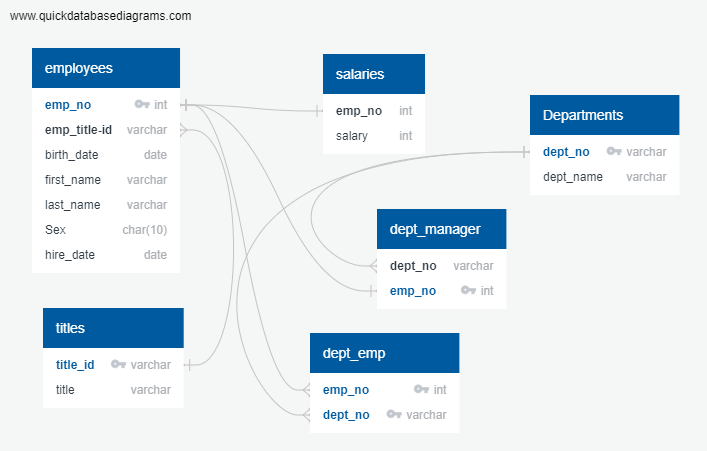 www.quickdatabasediagrams.com
employees
emp_no int
emp_title-id varchar
birth_date date
first_name varchar
last_name varchar
Sex char(10)
hire_date date
salaries
emp_no int
salary int
Departments
dept_no varchar
dept_name varchar
dept_manager
dept_no varchar
emp_no int
titles
title_id varchar
title varchar
dept_emp
emp_no int
dept_no varchar